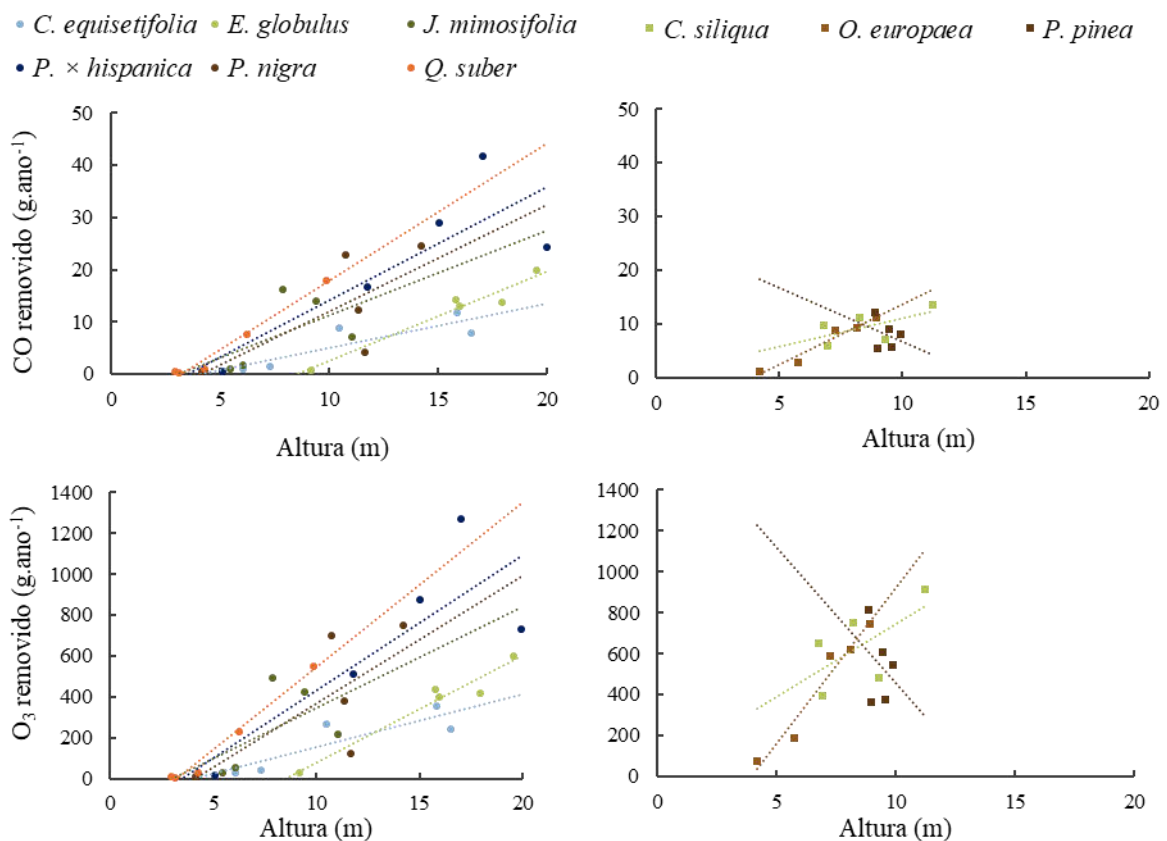 C. equisetifolia E. globulus J. mimosifolia C. siliqua O. europaea P. pinea
P. × hispanica P. nigra Q. suber
CO removido (g.ano⁻¹)
50
40
30
20
10
0
0 5 10 15 20
Altura (m)
50
40
30
20
10
0
0 5 10 15 20
Altura (m)
O₃ removido (g.ano⁻¹)
1400
1200
1000
800
600
400
200
0
0 5 10 15 20
Altura (m)
1400
1200
1000
800
600
400
200
0
0 5 10 15 20
Altura (m)